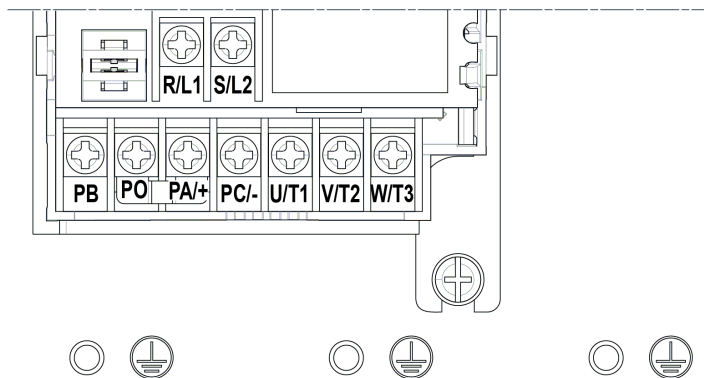 R/L1 S/L2
PB PO PA/+ PC/- U/T1 V/T2 W/T3